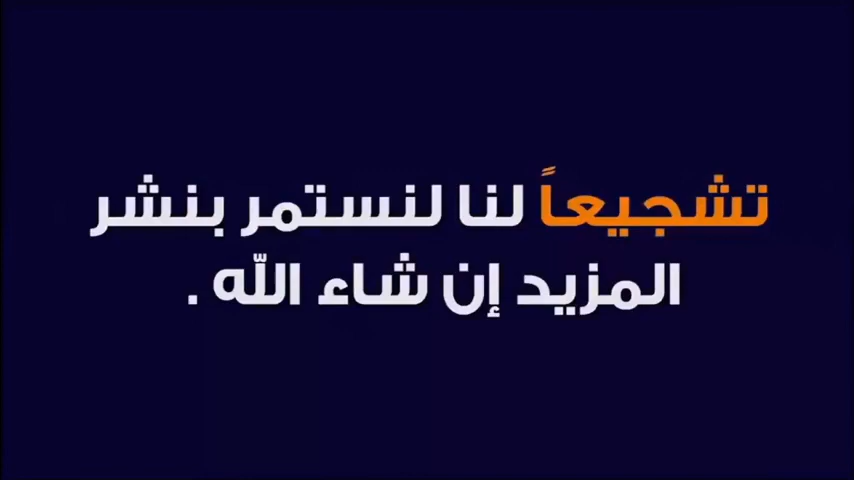 تشجيعاً لنا لنستمر بنشر
المزيد إن شاء الله .